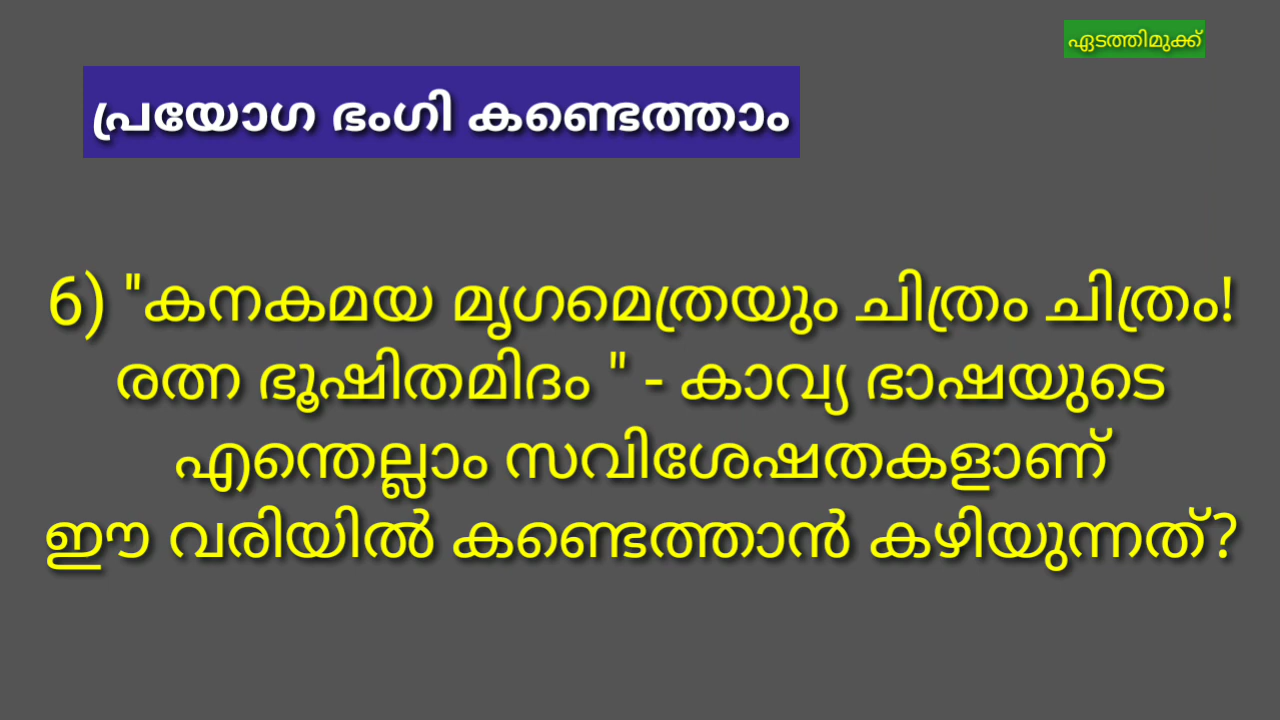 ഏടത്തിമുക്ക്
പ്രയോഗ ഭംഗി കണ്ടെത്താം
6) "കനകമയ മൃഗമെത്രയും ചിത്രം ചിത്രം!
രത്ന ഭൂഷിതമിദം " - കാവ്യ ഭാഷയുടെ
എന്തെല്ലാം സവിശേഷതകളാണ്
ഈ വരിയിൽ കണ്ടെത്താൻ കഴിയുന്നത്?